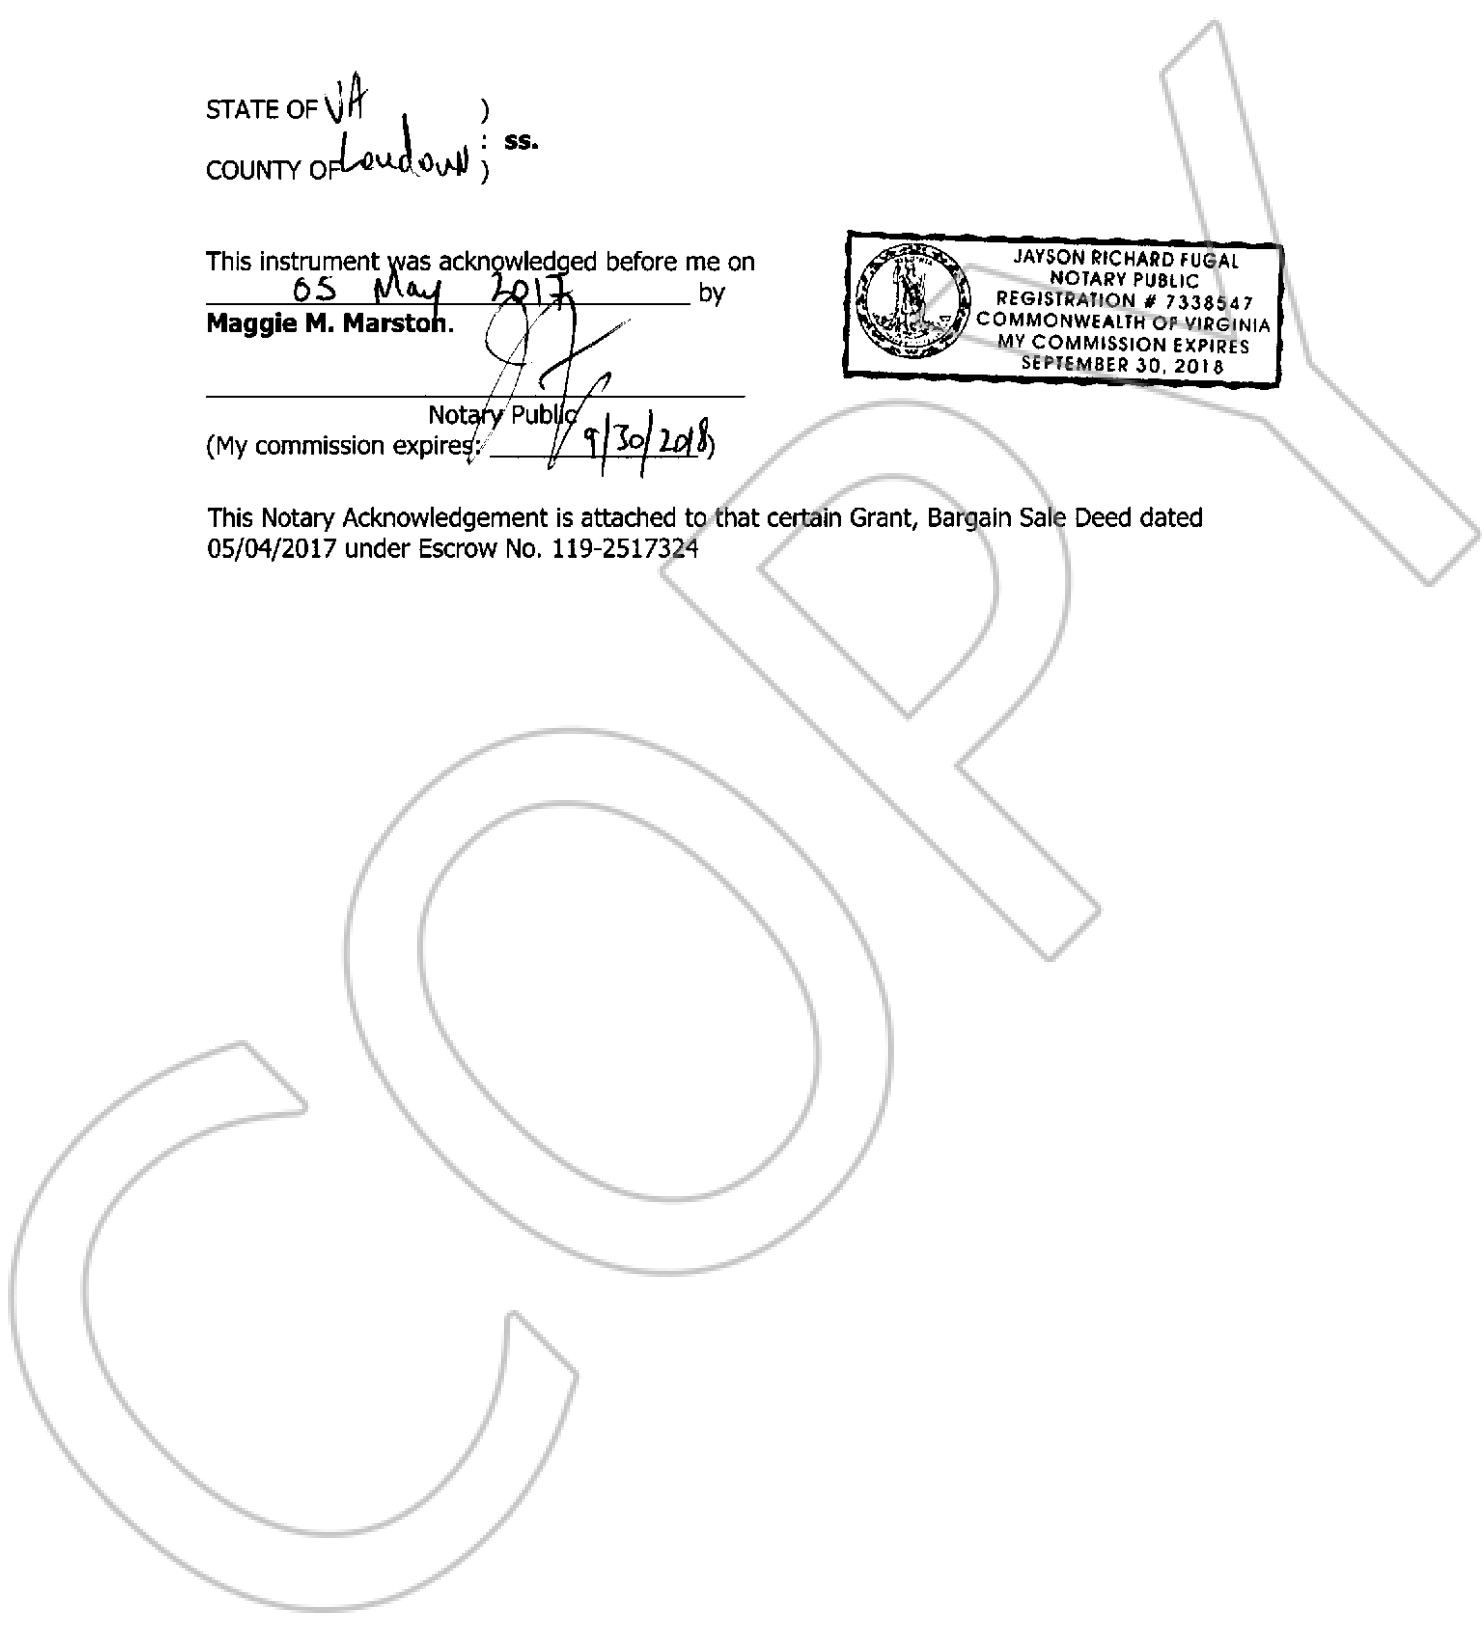 STATE OF VA )
: ss.
COUNTY OF Loudoun )
This instrument was acknowledged before me on
05 May 2017 by
Maggie M. Marston.
Notary Public
(My commission expires: 9/30/2018)
JAYSON RICHARD FUGAL
NOTARY PUBLIC
REGISTRATION # 7338547
COMMONWEALTH OF VIRGINIA
MY COMMISSION EXPIRES
SEPTEMBER 30, 2018
This Notary Acknowledgement is attached to that certain Grant, Bargain Sale Deed dated
05/04/2017 under Escrow No. 119-2517324
COPY